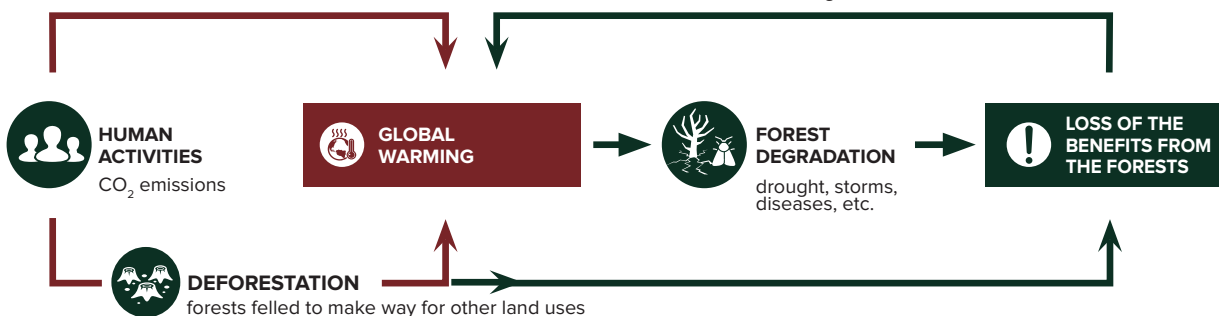 HUMAN
ACTIVITIES
CO₂ emissions
GLOBAL
WARMING
FOREST
DEGRADATION
drought, storms,
diseases, etc.
LOSS OF THE
BENEFITS FROM
THE FORESTS
DEFORESTATION
forests felled to make way for other land uses